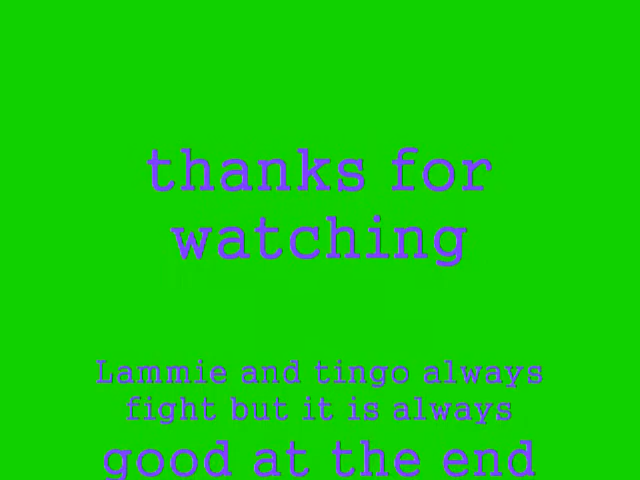 thanks for
watching
Lammie and tingo always
fight but it is always
good at the end